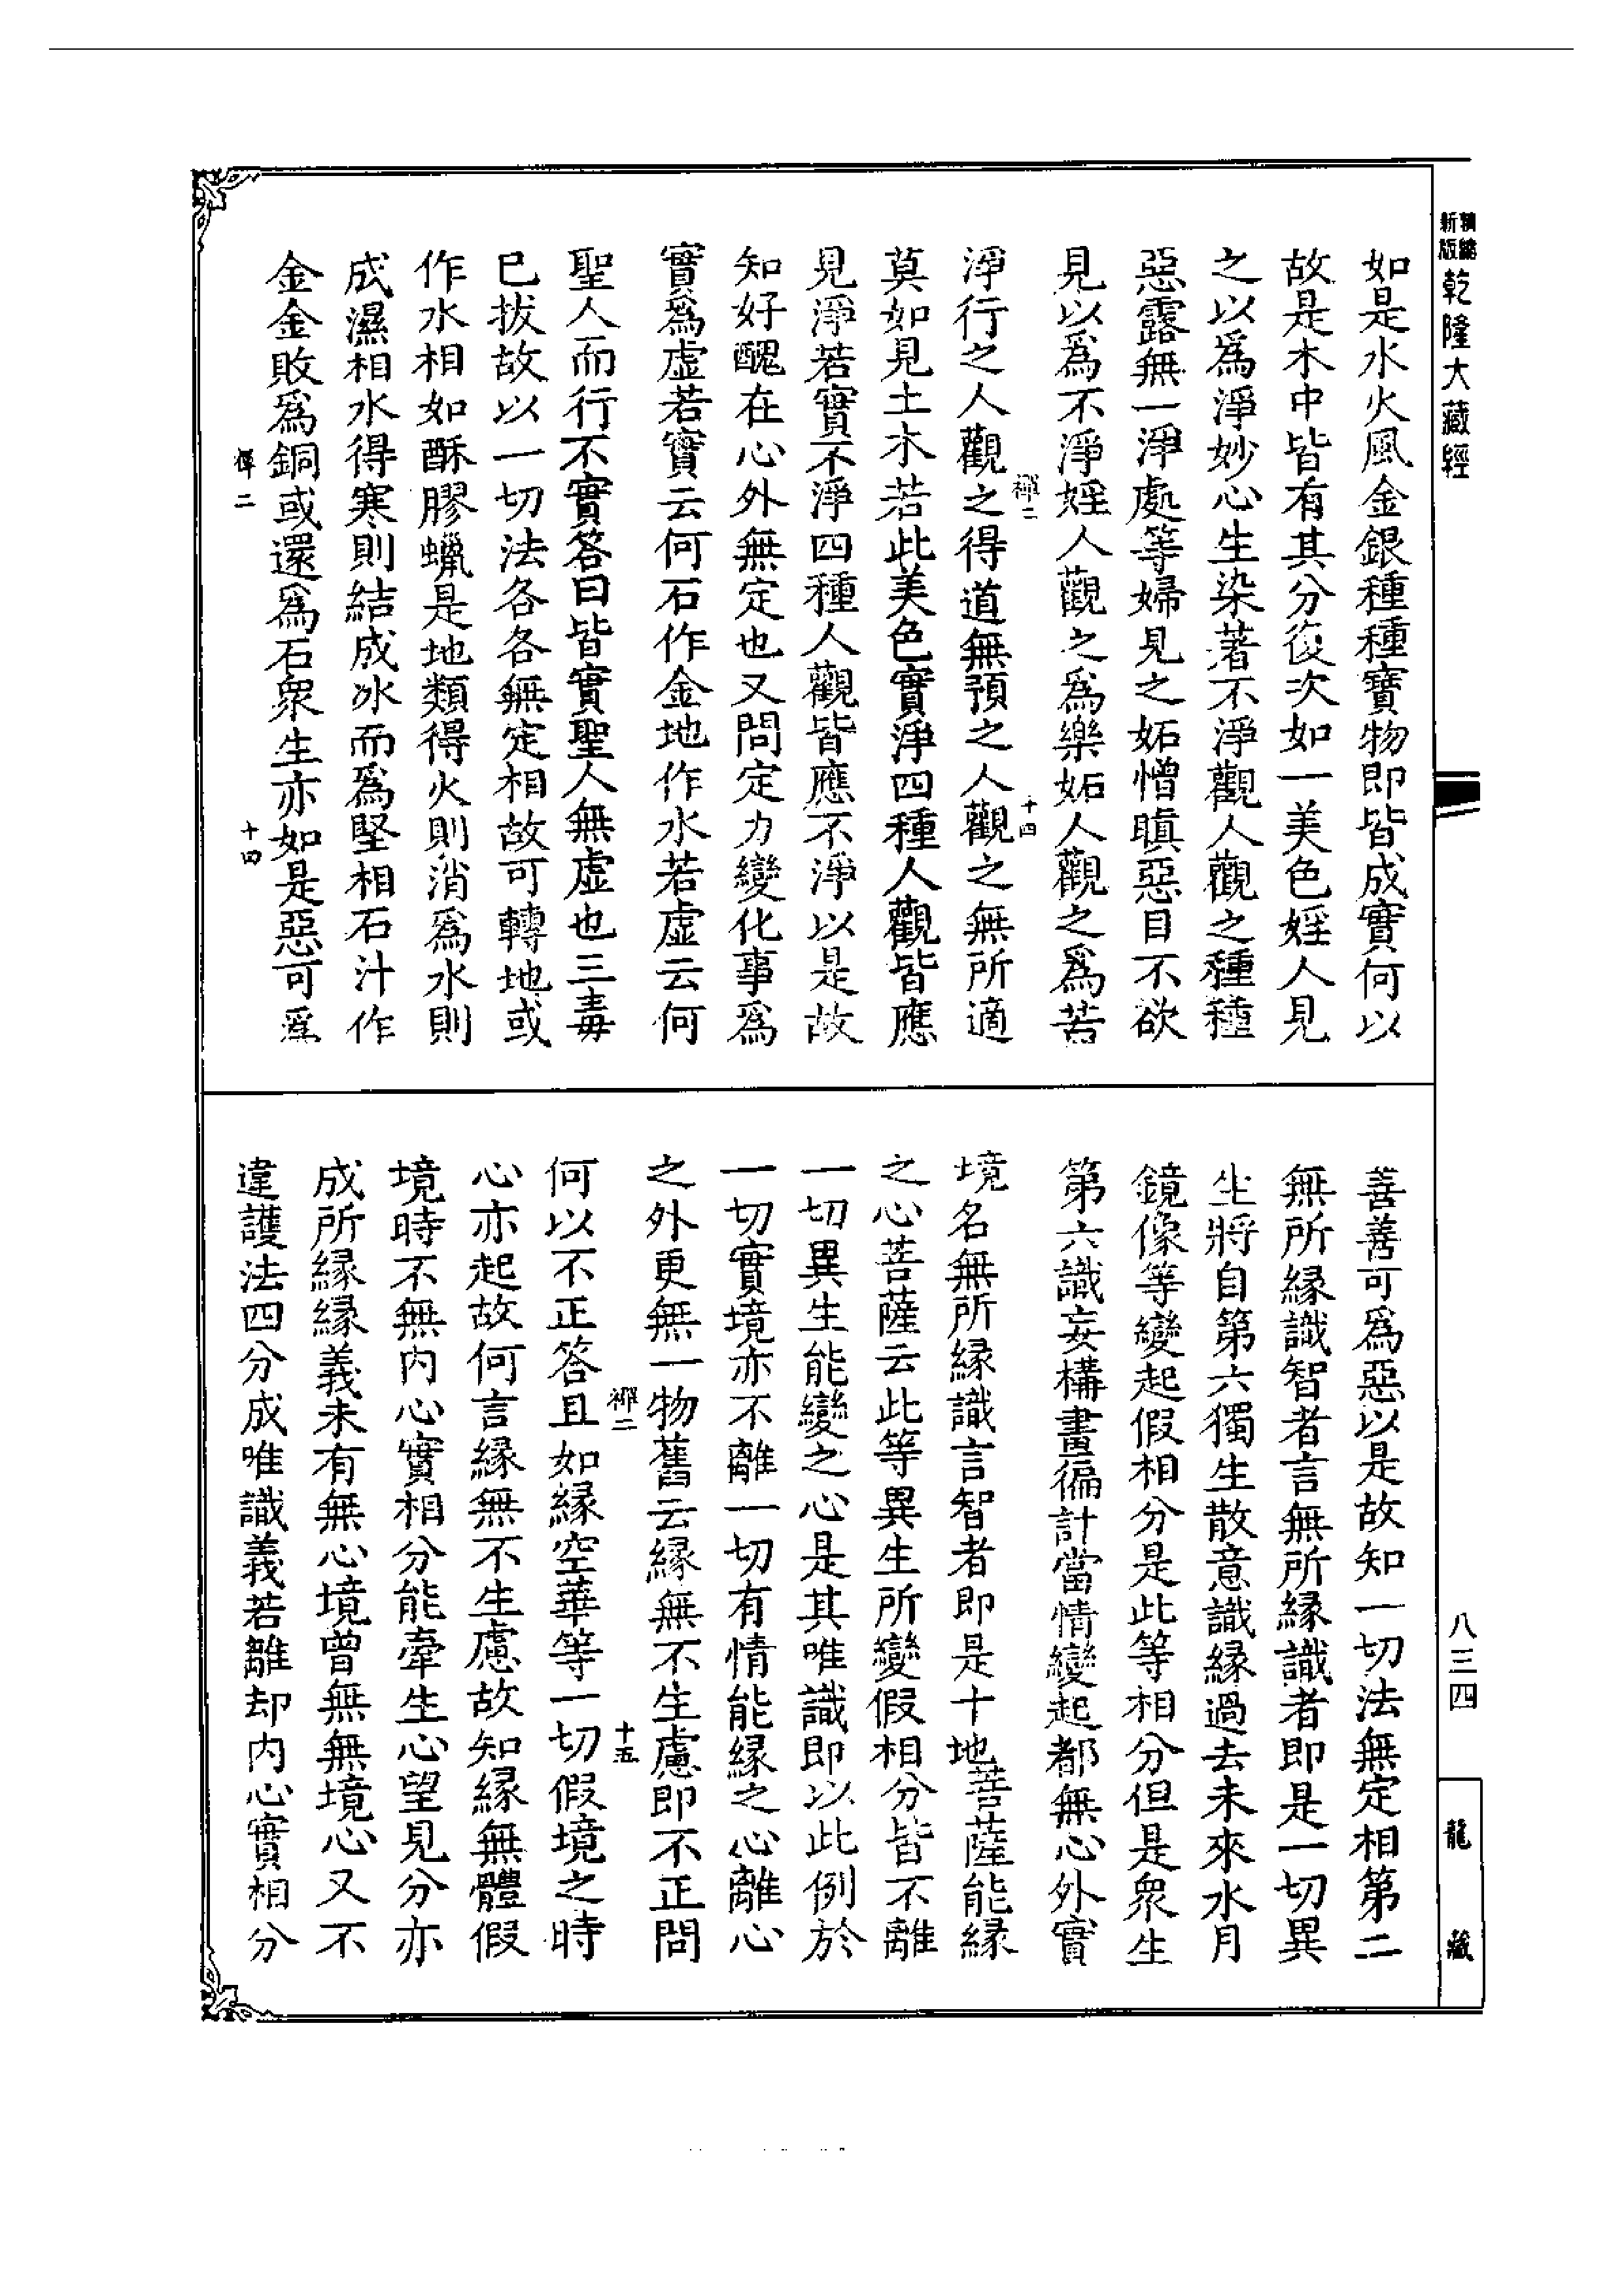 新版精縮乾隆大藏經
如是水火風金銀種種寶物即皆成實何以
故是木中皆有其分復次如一美色婬人見
之以爲淨妙心生染著不淨觀人觀之種種
惡露無一淨處等婦見之妬憎瞋惡目不欲
見以爲不淨婬人觀之爲樂妬人觀之爲苦
禪二 十四
淨行之人觀之得道無預之人觀之無所適
莫如見土木若此美色實淨四種人觀皆應
見淨若實不淨四種人觀皆應不淨以是故
知好醜在心外無定也又問定力變化事爲
實爲虛若實云何石作金地作水若虛云何
聖人而行不實答曰皆實聖人無虛也三毒
已拔故以一切法各各無定相故可轉地或
作水相如酥膠蠟是地類得火則消爲水則
成濕相水得寒則結成冰而爲堅相石汁作
金金敗爲銅或還爲石衆生亦如是惡可爲
禪二 十四
善善可爲惡以是故知一切法無定相第二
無所緣識智者言無所緣識者即是一切異
生將自第六獨生散意識緣過去未來水月
鏡像等變起假相分是此等相分但是衆生
第六識妄構畫徧計當情變起都無心外實
境名無所緣識言智者即是十地菩薩能緣
之心菩薩云此等異生所變假相分皆不離
一切異生能變之心是其唯識即以此例於
一切實境亦不離一切有情能緣之心離心
之外更無一物舊云緣無不生慮即不正問
禪二 十五
何以不正答且如緣空華等一切假境之時
心亦起故何言緣無不生慮故知緣無體假
境時不無內心實相分能牽生心望見分亦
成所緣緣義未有無心境曾無無境心又不
違護法四分成唯識義若離却內心實相分
八三四
龍藏